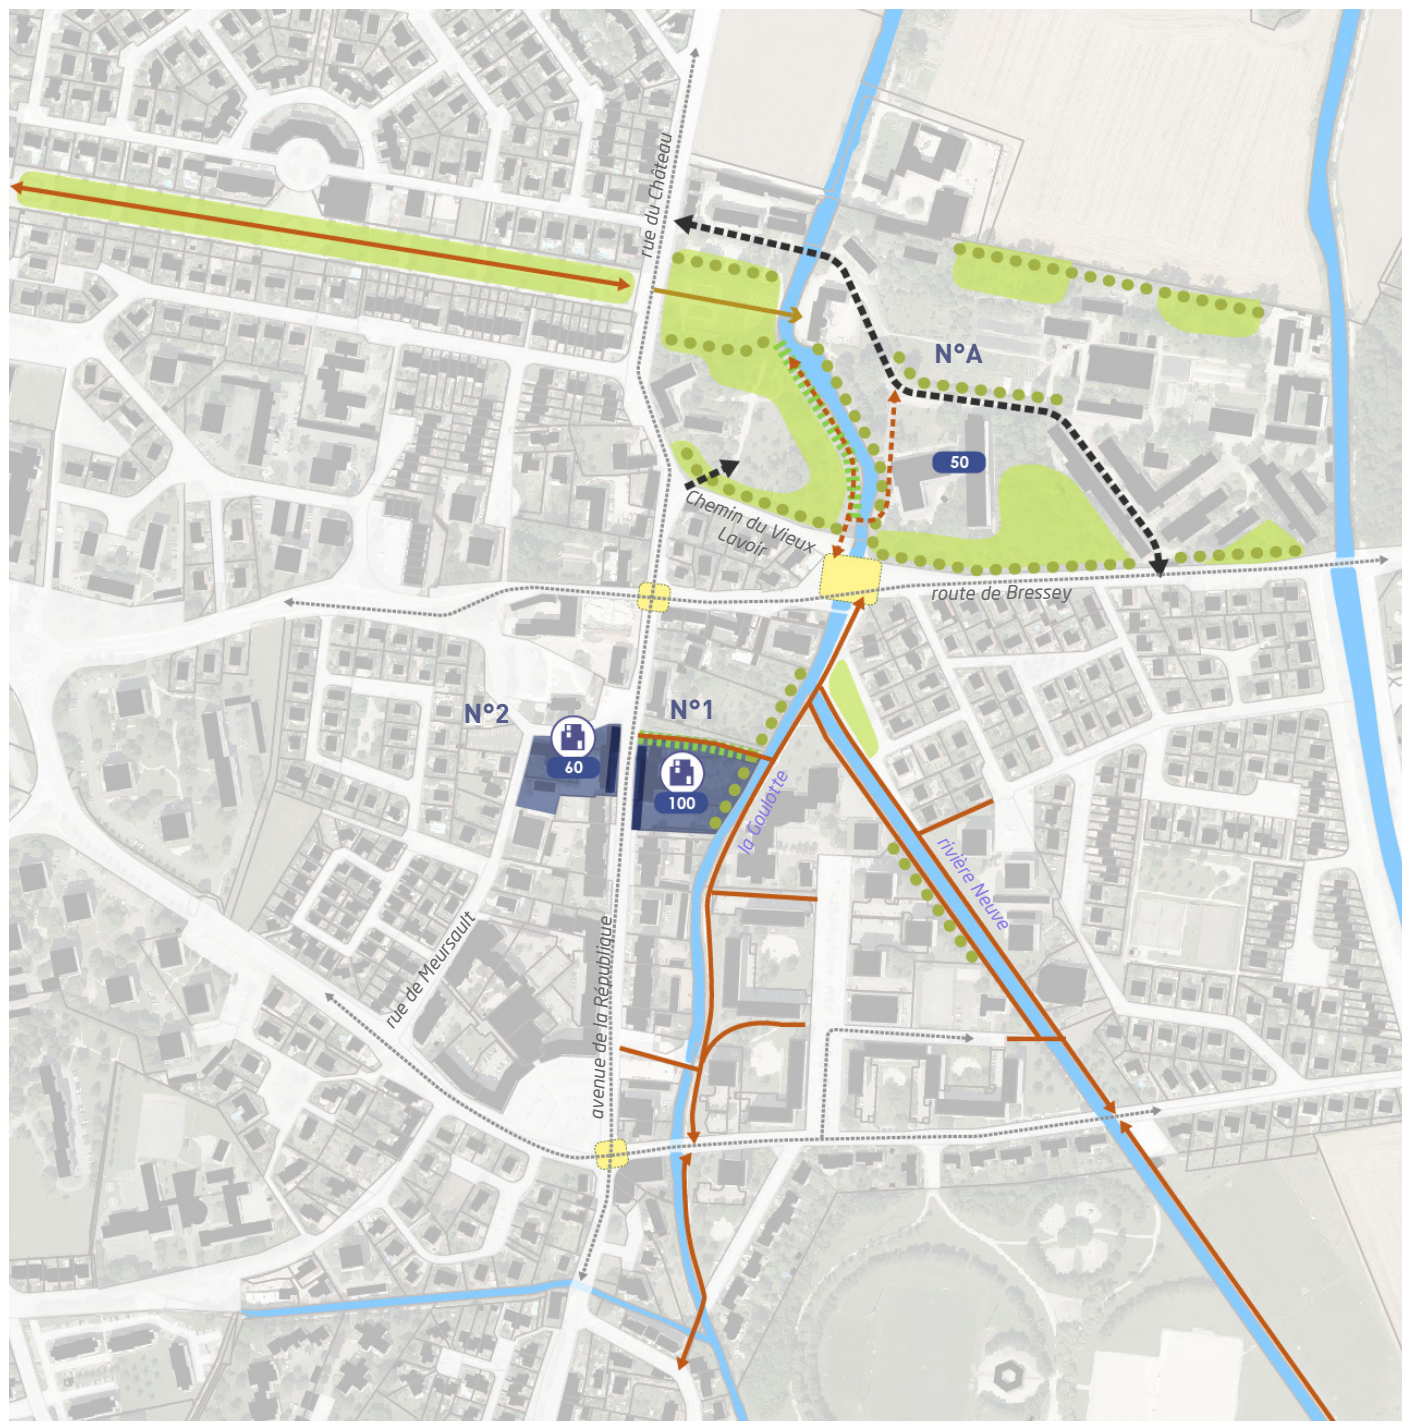 rue du Château
N°A
50
Chemin du Vieux
Lavoir
route de Bressey
N°2
N°1
60
100
la Goulotte
rivière Neuve
rue de Meursault
avenue de la République